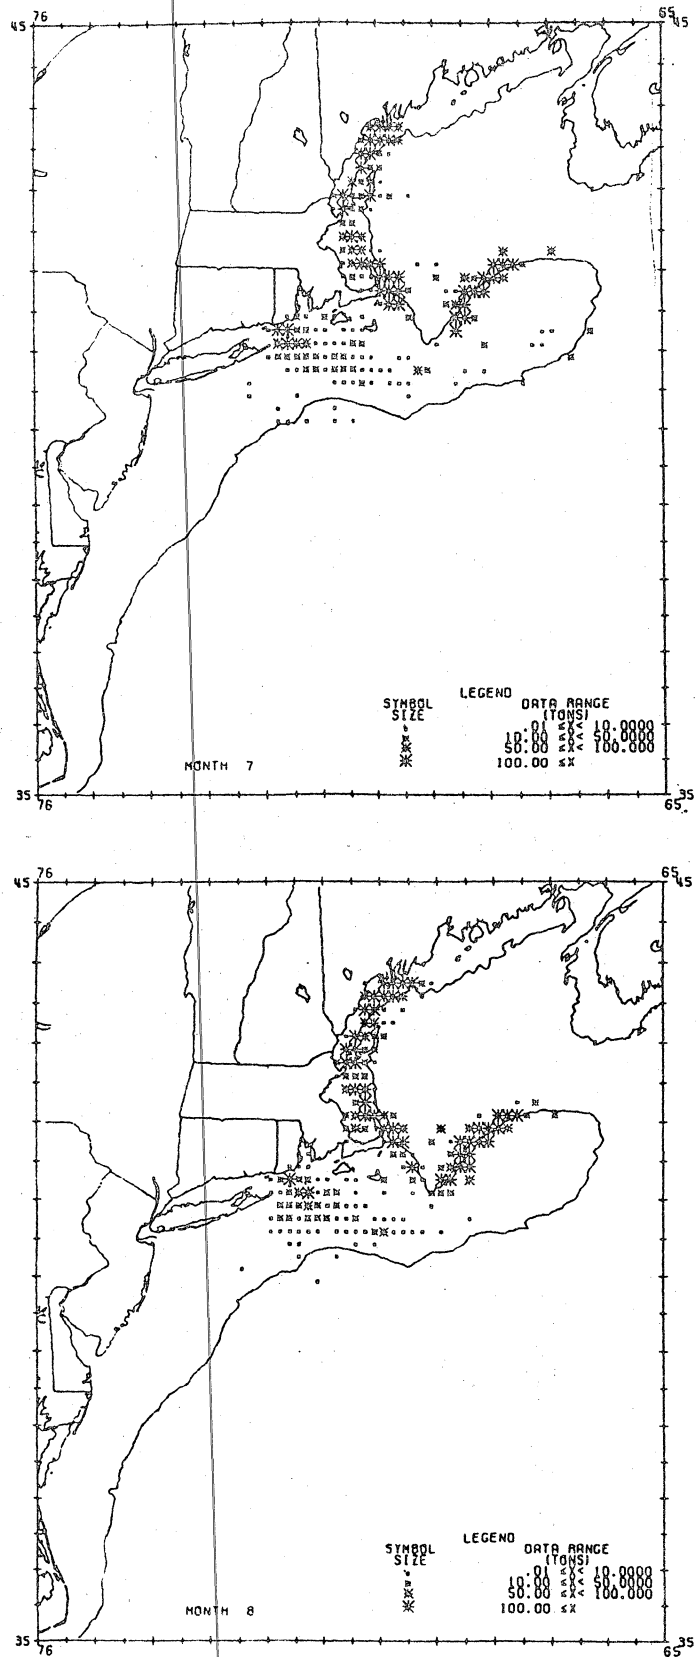 76 65
45 45
LEGEND
SYMBOL SIZE DATA RANGE (TONS)
.01 ≤X< 10.0000
10.00 ≤X< 50.0000
50.00 ≤X< 100.000
100.00 ≤X
MONTH 7
35 35
76 65
76 65
45 45
LEGEND
SYMBOL SIZE DATA RANGE (TONS)
.01 ≤X< 10.0000
10.00 ≤X< 50.0000
50.00 ≤X< 100.000
100.00 ≤X
MONTH 8
35 35
76 65